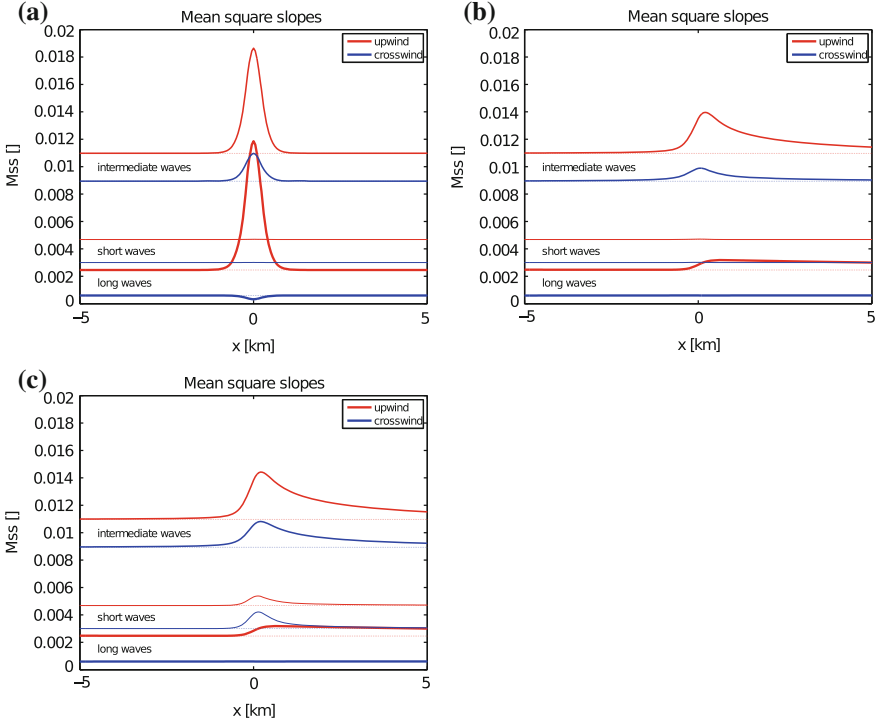 (a)
Mean square slopes
Mss []
0.02
0.018
0.016
0.014
0.012
0.01
0.008
0.006
0.004
0.002
0
upwind
crosswind
intermediate waves
short waves
long waves
−5
0
5
x [km]
(b)
Mean square slopes
Mss []
0.02
0.018
0.016
0.014
0.012
0.01
0.008
0.006
0.004
0.002
0
upwind
crosswind
intermediate waves
short waves
long waves
−5
0
5
x [km]
(c)
Mean square slopes
Mss []
0.02
0.018
0.016
0.014
0.012
0.01
0.008
0.006
0.004
0.002
0
upwind
crosswind
intermediate waves
short waves
long waves
−5
0
5
x [km]